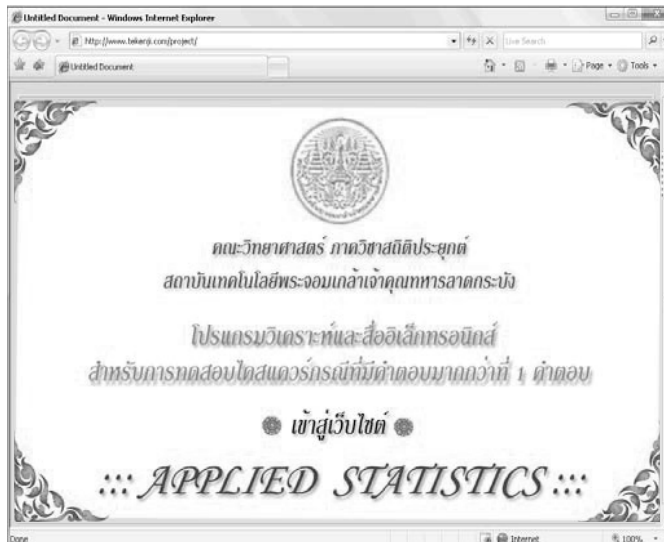 Untitled Document - Windows Internet Explorer
http://www.tekenji.com/project/
Live Search
Untitled Document
Page
Tools
คณะวิทยาศาสตร์ ภาควิชาสถิติประยุกต์
สถาบันเทคโนโลยีพระจอมเกล้าเจ้าคุณทหารลาดกระบัง
โปรแกรมวิเคราะห์และสื่ออิเล็กทรอนิกส์
สำหรับการทดสอบไคสแควร์กรณีที่มีคำตอบมากกว่าที่ 1 คำตอบ
เข้าสู่เว็บไซต์
::: APPLIED STATISTICS :::
Done
Internet
100%